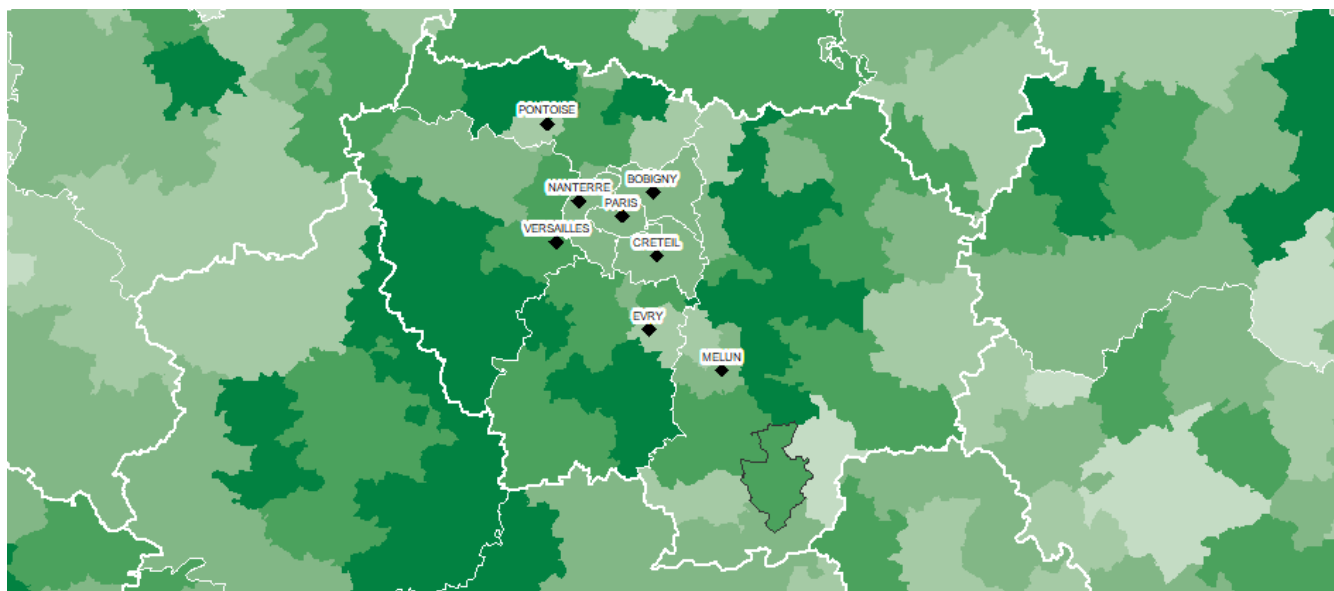 PONTOISE
BOBIGNY
NANTERRE
PARIS
VERSAILLES
CRETEIL
EVRY
MELUN